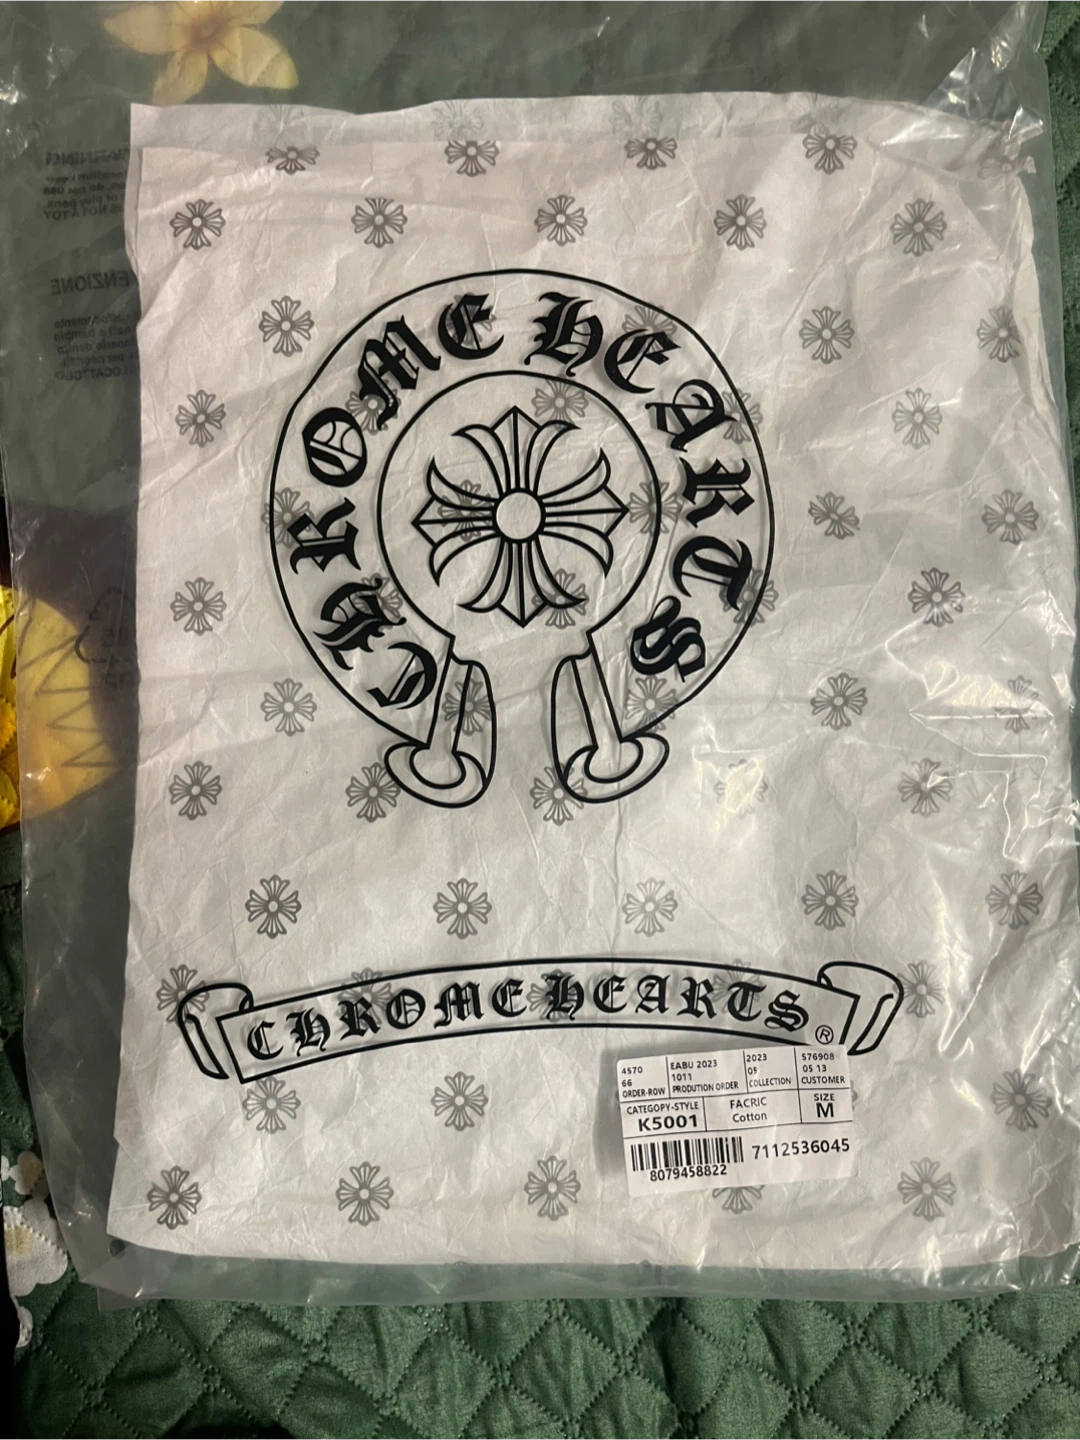 CHROME HEARTS
CHROME HEARTS ®
4570
66
ORDER-ROW
EABU 2023
1011
PRODUTION ORDER
2023
05
COLLECTION
576908
05 13
CUSTOMER
CATEGOPY-STYLE
K5001
FACRIC
Cotton
SIZE
M
8079458822
7112536045